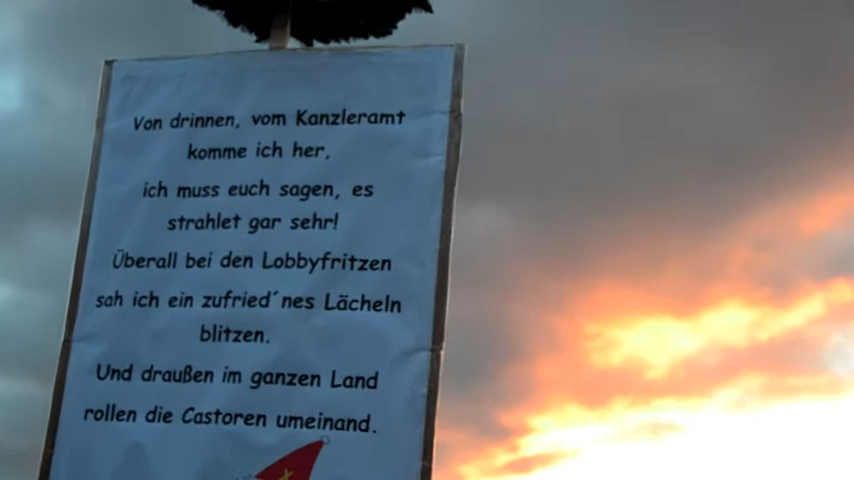 Von drinnen, vom Kanzleramt
komme ich her,
ich muss euch sagen, es
strahlet gar sehr!
Überall bei den Lobbyfritzen
sah ich ein zufried´nes Lächeln
blitzen.
Und draußen im ganzen Land
rollen die Castoren umeinand.